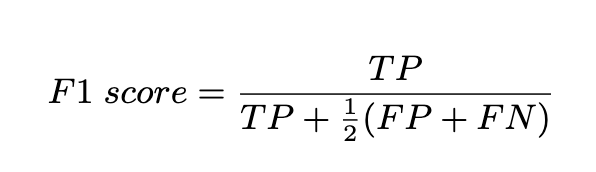 F1 score = TP / (TP + ½(FP + FN))